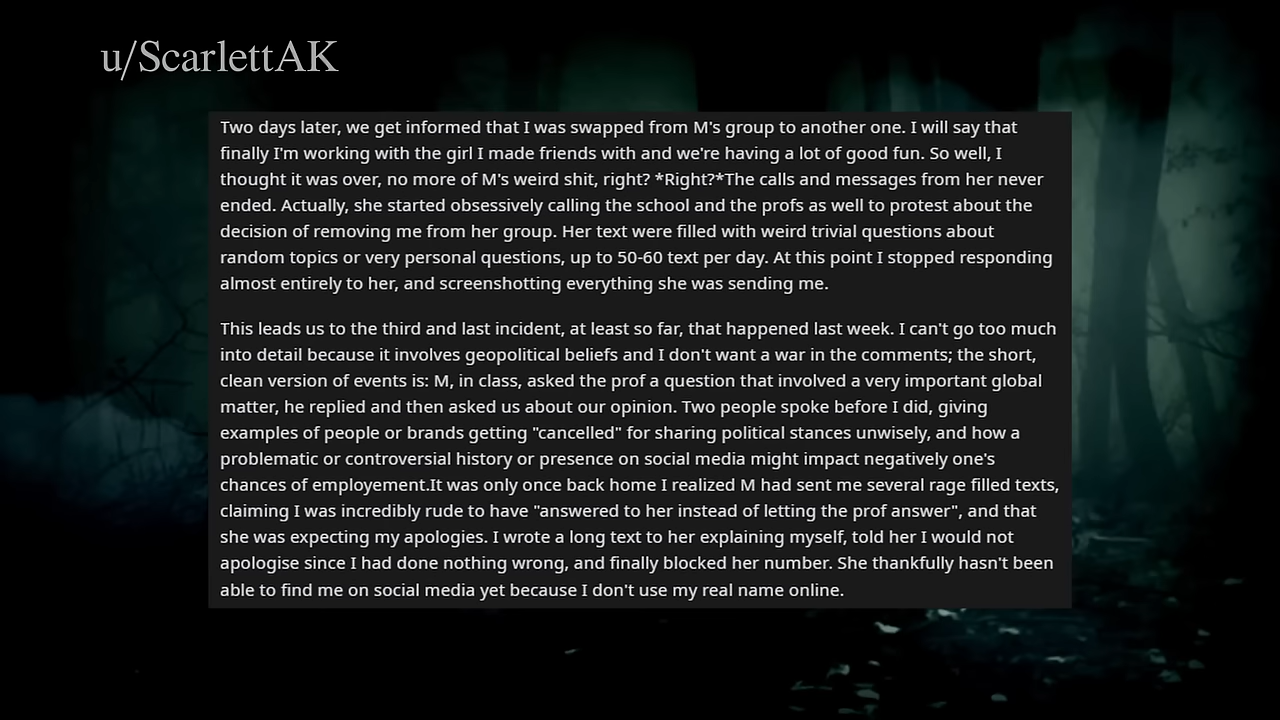 u/ScarlettAK
Two days later, we get informed that I was swapped from M's group to another one. I will say that
finally I'm working with the girl I made friends with and we're having a lot of good fun. So well, I
thought it was over, no more of M's weird shit, right? *Right?*The calls and messages from her never
ended. Actually, she started obsessively calling the school and the profs as well to protest about the
decision of removing me from her group. Her text were filled with weird trivial questions about
random topics or very personal questions, up to 50-60 text per day. At this point I stopped responding
almost entirely to her, and screenshotting everything she was sending me.
This leads us to the third and last incident, at least so far, that happened last week. I can't go too much
into detail because it involves geopolitical beliefs and I don't want a war in the comments; the short,
clean version of events is: M, in class, asked the prof a question that involved a very important global
matter, he replied and then asked us about our opinion. Two people spoke before I did, giving
examples of people or brands getting "cancelled" for sharing political stances unwisely, and how a
problematic or controversial history or presence on social media might impact negatively one's
chances of employement.It was only once back home I realized M had sent me several rage filled texts,
claiming I was incredibly rude to have "answered to her instead of letting the prof answer", and that
she was expecting my apologies. I wrote a long text to her explaining myself, told her I would not
apologise since I had done nothing wrong, and finally blocked her number. She thankfully hasn't been
able to find me on social media yet because I don't use my real name online.